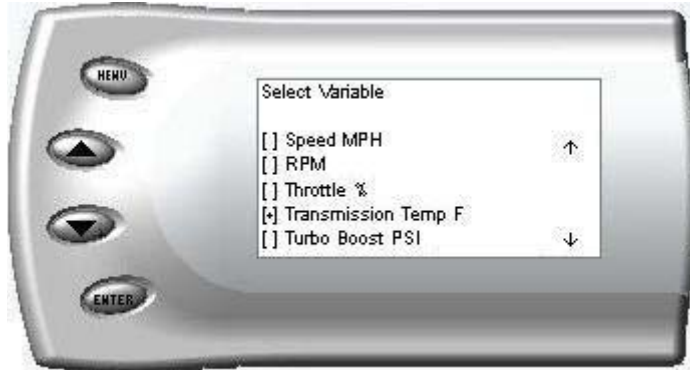 MENU
ENTER
Select Variable
[ ] Speed MPH
[ ] RPM
[ ] Throttle %
[+] Transmission Temp F
[ ] Turbo Boost PSI